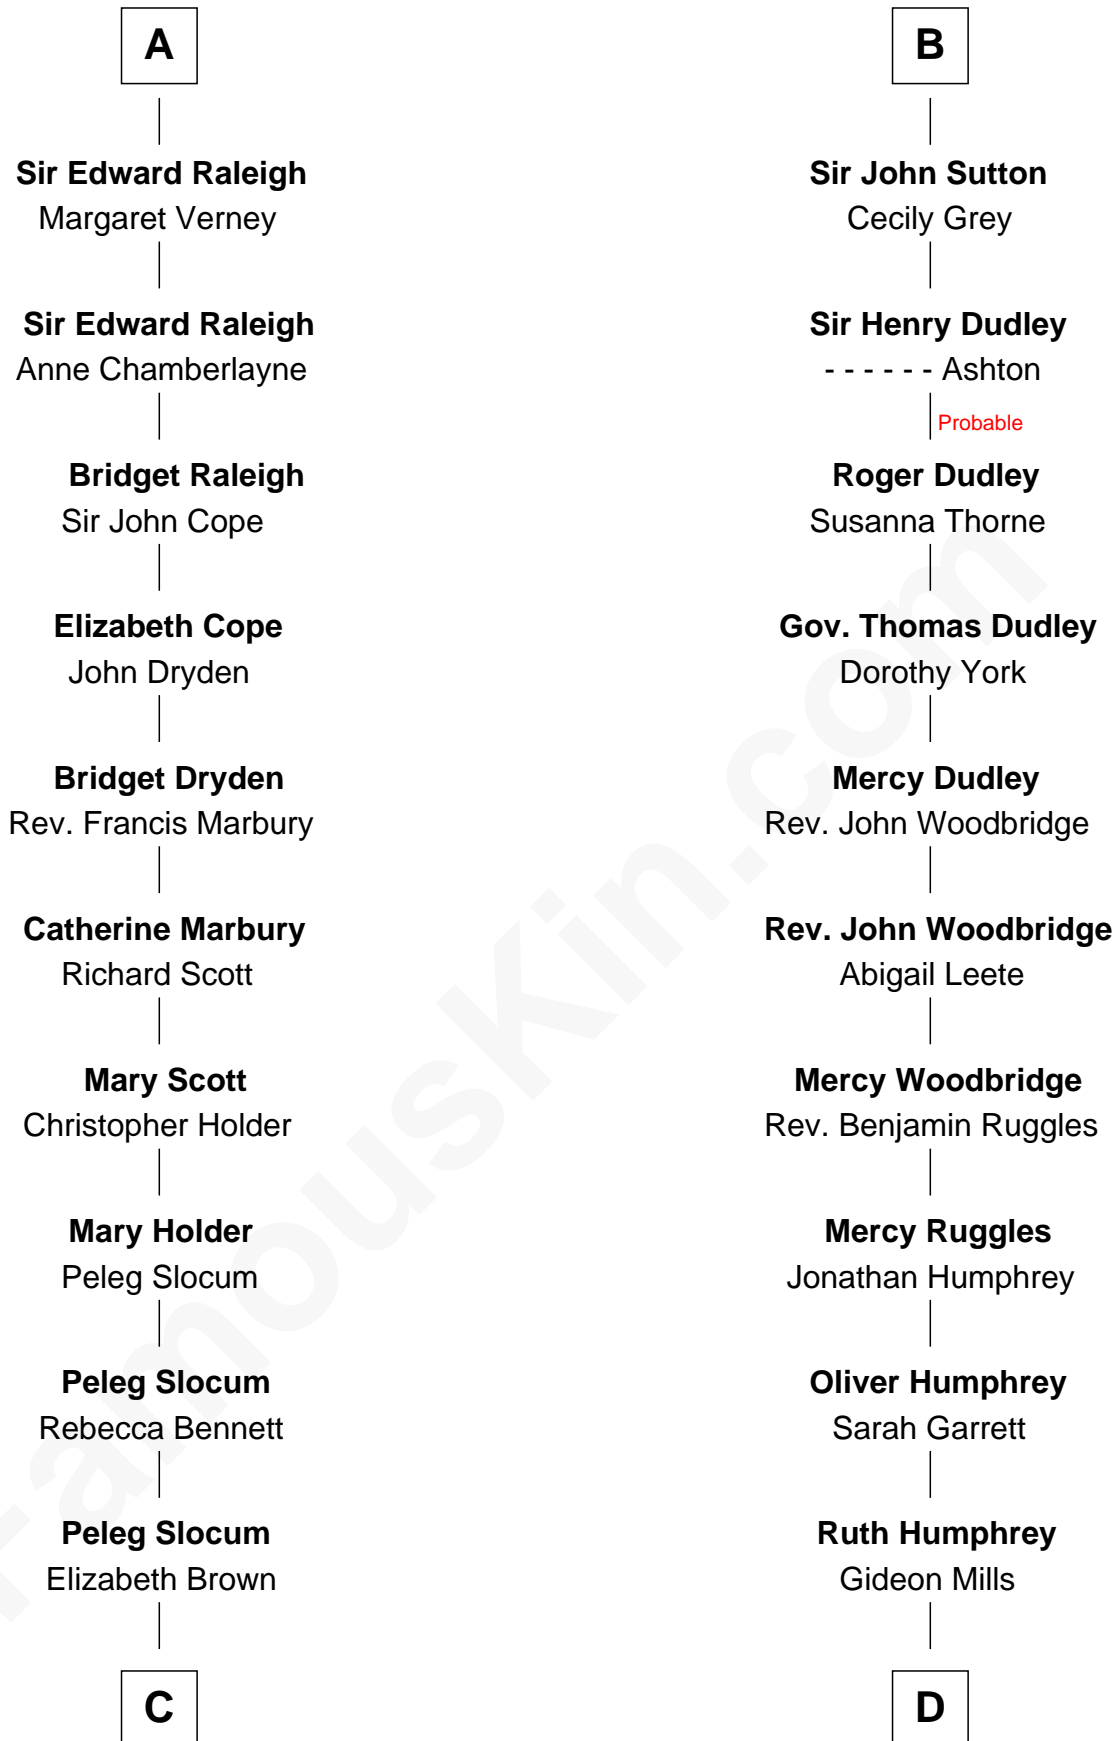 A
Sir Edward Raleigh
Margaret Verney
Sir Edward Raleigh
Anne Chamberlayne
Bridget Raleigh
Sir John Cope
Elizabeth Cope
John Dryden
Bridget Dryden
Rev. Francis Marbury
Catherine Marbury
Richard Scott
Mary Scott
Christopher Holder
Mary Holder
Peleg Slocum
Peleg Slocum
Rebecca Bennett
Peleg Slocum
Elizabeth Brown
C
B
Sir John Sutton
Cecily Grey
Sir Henry Dudley
- - - - - - Ashton
Probable
Roger Dudley
Susanna Thorne
Gov. Thomas Dudley
Dorothy York
Mercy Dudley
Rev. John Woodbridge
Rev. John Woodbridge
Abigail Leete
Mercy Woodbridge
Rev. Benjamin Ruggles
Mercy Ruggles
Jonathan Humphrey
Oliver Humphrey
Sarah Garrett
Ruth Humphrey
Gideon Mills
D
FamousKin.com